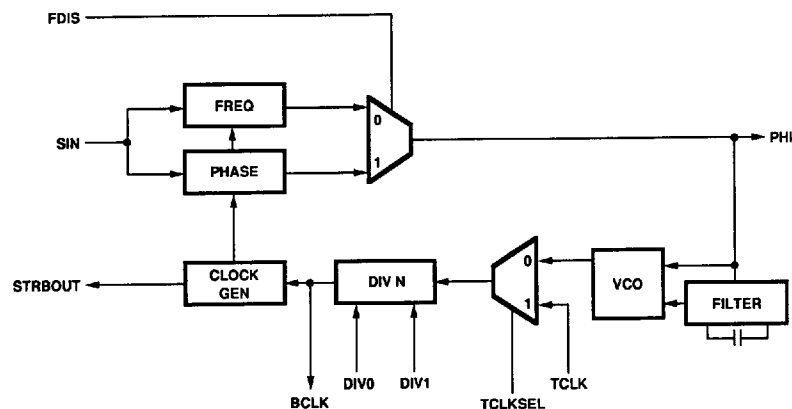 FDIS
FREQ
0
SIN
PHI
1
PHASE
CLOCK
GEN
DIV N
0
VCO
STRBOUT
FILTER
1
DIV0
DIV1
TCLK
BCLK
TCLKSEL